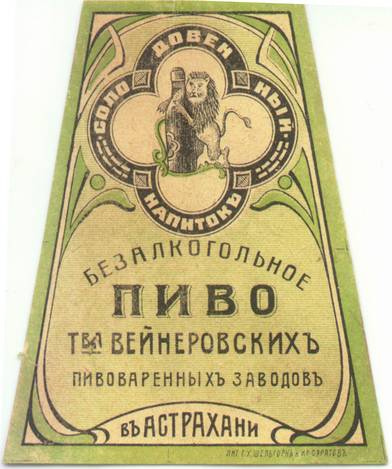 СОЛО
ДОВЕН
НЫЙ
НАПИТОКЪ
БЕЗАЛКОГОЛЬНОЕ
ПИВО
Т-ВА ВЕЙНЕРОВСКИХЪ
ПИВОВАРЕННЫХЪ ЗАВОДОВЪ
ВЪ АСТРАХАНИ